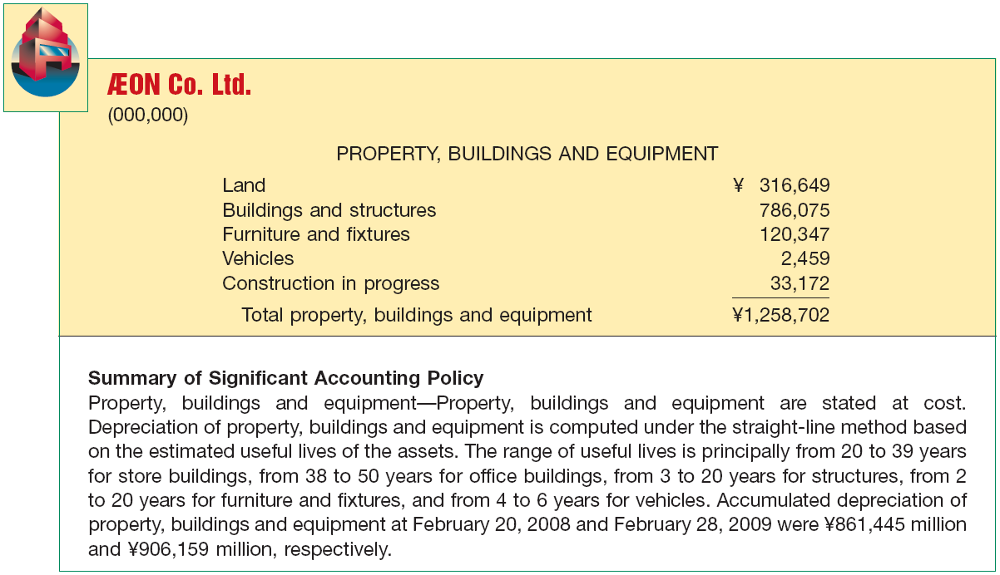 ÆON Co. Ltd.
(000,000)
PROPERTY, BUILDINGS AND EQUIPMENT
Land ¥ 316,649
Buildings and structures 786,075
Furniture and fixtures 120,347
Vehicles 2,459
Construction in progress 33,172
Total property, buildings and equipment ¥1,258,702
Summary of Significant Accounting Policy
Property, buildings and equipment—Property, buildings and equipment are stated at cost.
Depreciation of property, buildings and equipment is computed under the straight-line method based
on the estimated useful lives of the assets. The range of useful lives is principally from 20 to 39 years
for store buildings, from 38 to 50 years for office buildings, from 3 to 20 years for structures, from 2
to 20 years for furniture and fixtures, and from 4 to 6 years for vehicles. Accumulated depreciation of
property, buildings and equipment at February 20, 2008 and February 28, 2009 were ¥861,445 million
and ¥906,159 million, respectively.